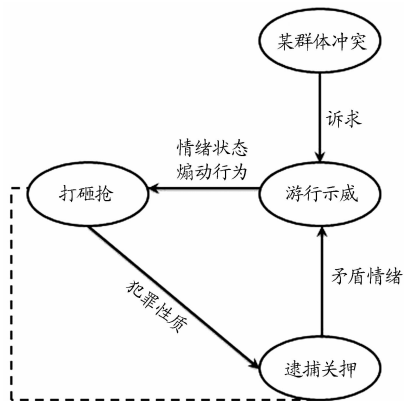 某群体冲突
诉求
情绪状态
煽动行为
打砸抢
游行示威
犯罪性质
矛盾情绪
逮捕关押